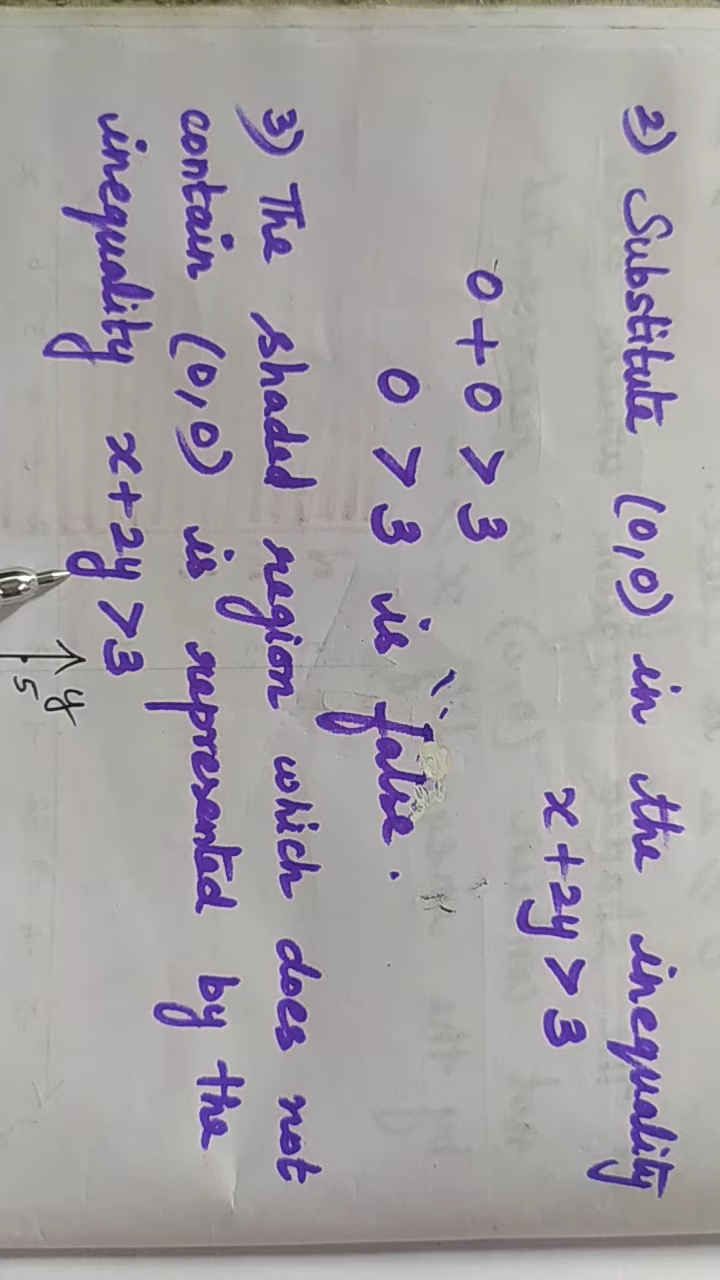 2) Substitute (0,0) in the inequality
x + 2y > 3
0 + 0 > 3
0 > 3 is false.
3) The shaded region which does not
contain (0,0) is represented by the
inequality x + 2y > 3
y
5